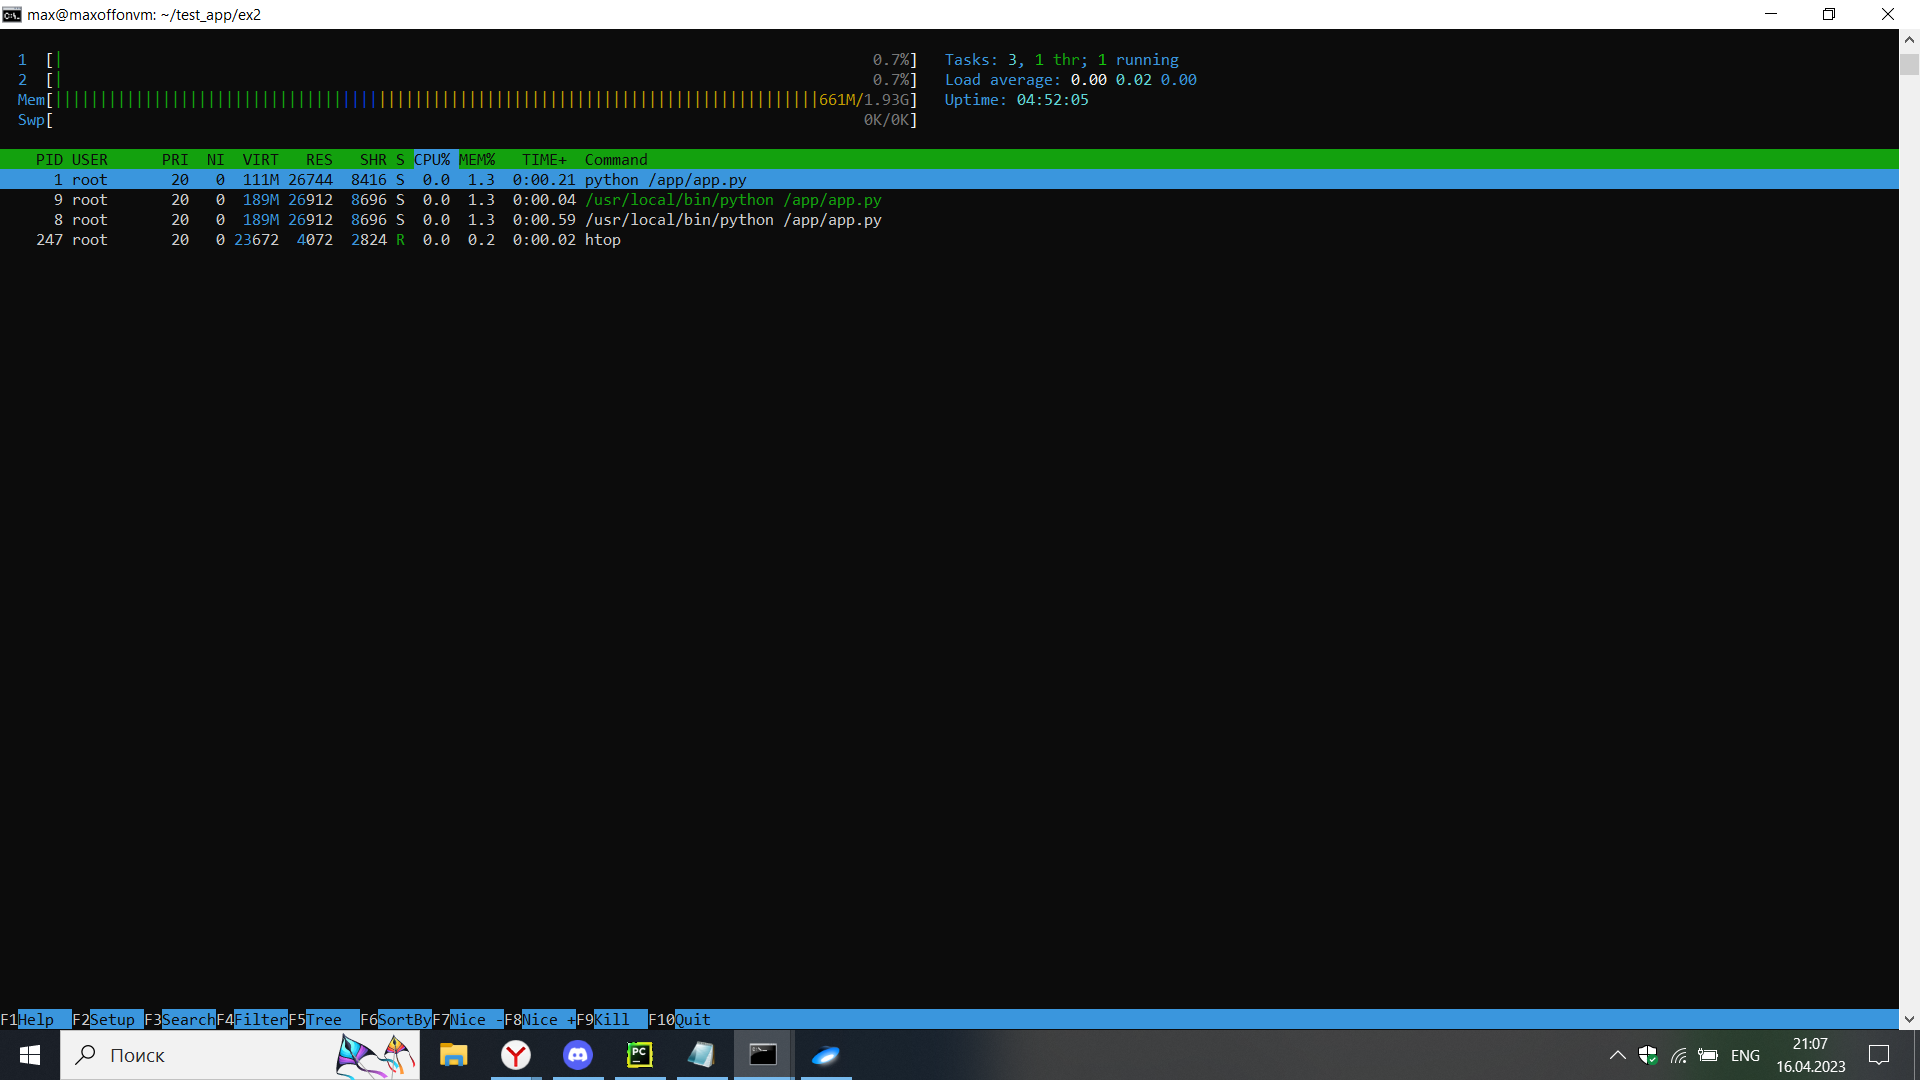 max@maxoffonvm: ~/test_app/ex2
1 [| 0.7%] Tasks: 3, 1 thr; 1 running
2 [| 0.7%] Load average: 0.00 0.02 0.00
Mem[|||||||||||||||||||||||||||||||||||||||||||||||||||||||||||||||||||||||||||||||||||||661M/1.93G] Uptime: 04:52:05
Swp[ 0K/0K]
PID USER PRI NI VIRT RES SHR S CPU% MEM% TIME+ Command
1 root 20 0 111M 26744 8416 S 0.0 1.3 0:00.21 python /app/app.py
9 root 20 0 189M 26912 8696 S 0.0 1.3 0:00.04 /usr/local/bin/python /app/app.py
8 root 20 0 189M 26912 8696 S 0.0 1.3 0:00.59 /usr/local/bin/python /app/app.py
247 root 20 0 23672 4072 2824 R 0.0 0.2 0:00.02 htop
F1Help F2Setup F3SearchF4FilterF5Tree F6SortByF7Nice -F8Nice +F9Kill F10Quit
Поиск
PC
ENG
21:07
16.04.2023